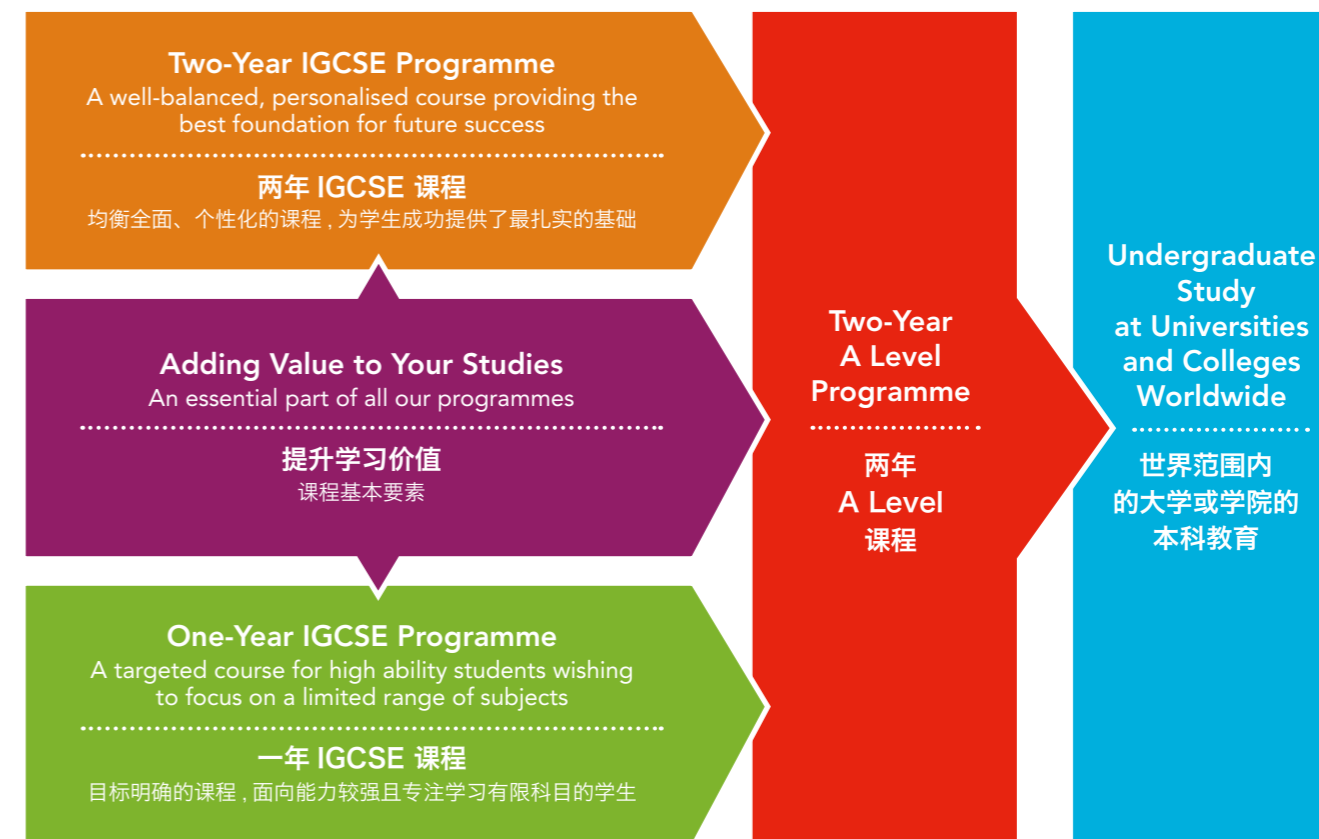 Two-Year IGCSE Programme
A well-balanced, personalised course providing the
best foundation for future success
两年 IGCSE 课程
均衡全面、个性化的课程 , 为学生成功提供了最扎实的基础
Adding Value to Your Studies
An essential part of all our programmes
提升学习价值
课程基本要素
One-Year IGCSE Programme
A targeted course for high ability students wishing
to focus on a limited range of subjects
一年 IGCSE 课程
目标明确的课程 , 面向能力较强且专注学习有限科目的学生
Two-Year
A Level
Programme
两年
A Level
课程
Undergraduate
Study
at Universities
and Colleges
Worldwide
世界范围内
的大学或学院的
本科教育